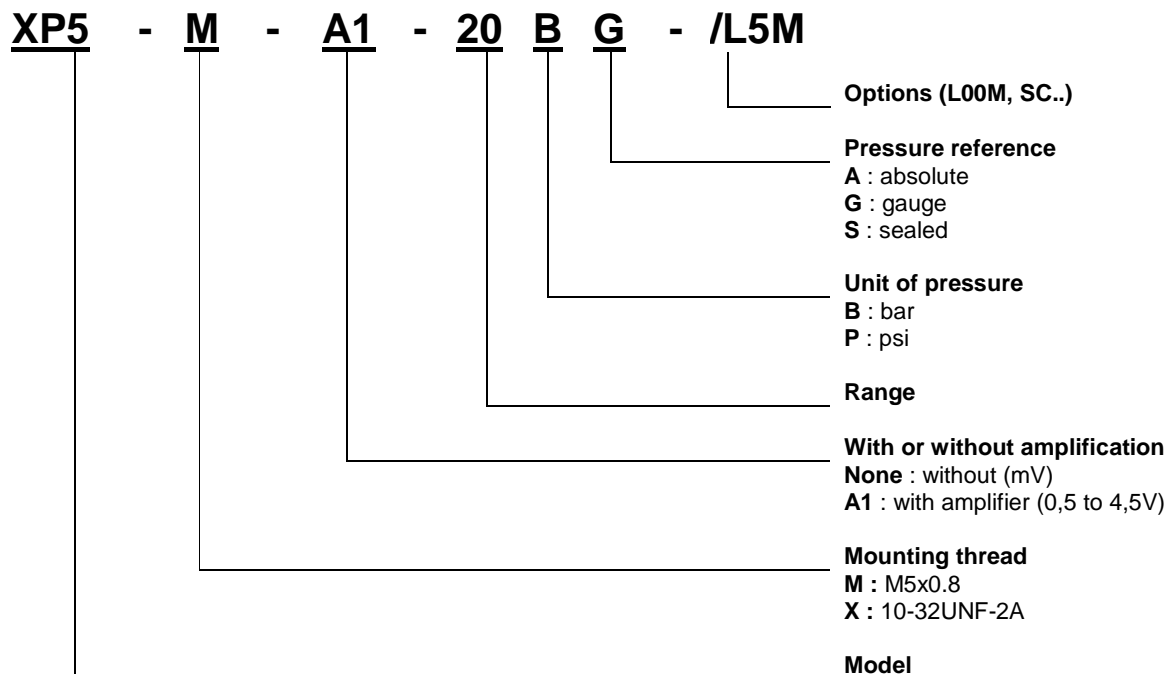 XP5 - M - A1 - 20 B G - /L5M
Options (L00M, SC..)
Pressure reference
A : absolute
G : gauge
S : sealed
Unit of pressure
B : bar
P : psi
Range
With or without amplification
None : without (mV)
A1 : with amplifier (0,5 to 4,5V)
Mounting thread
M : M5x0.8
X : 10-32UNF-2A
Model